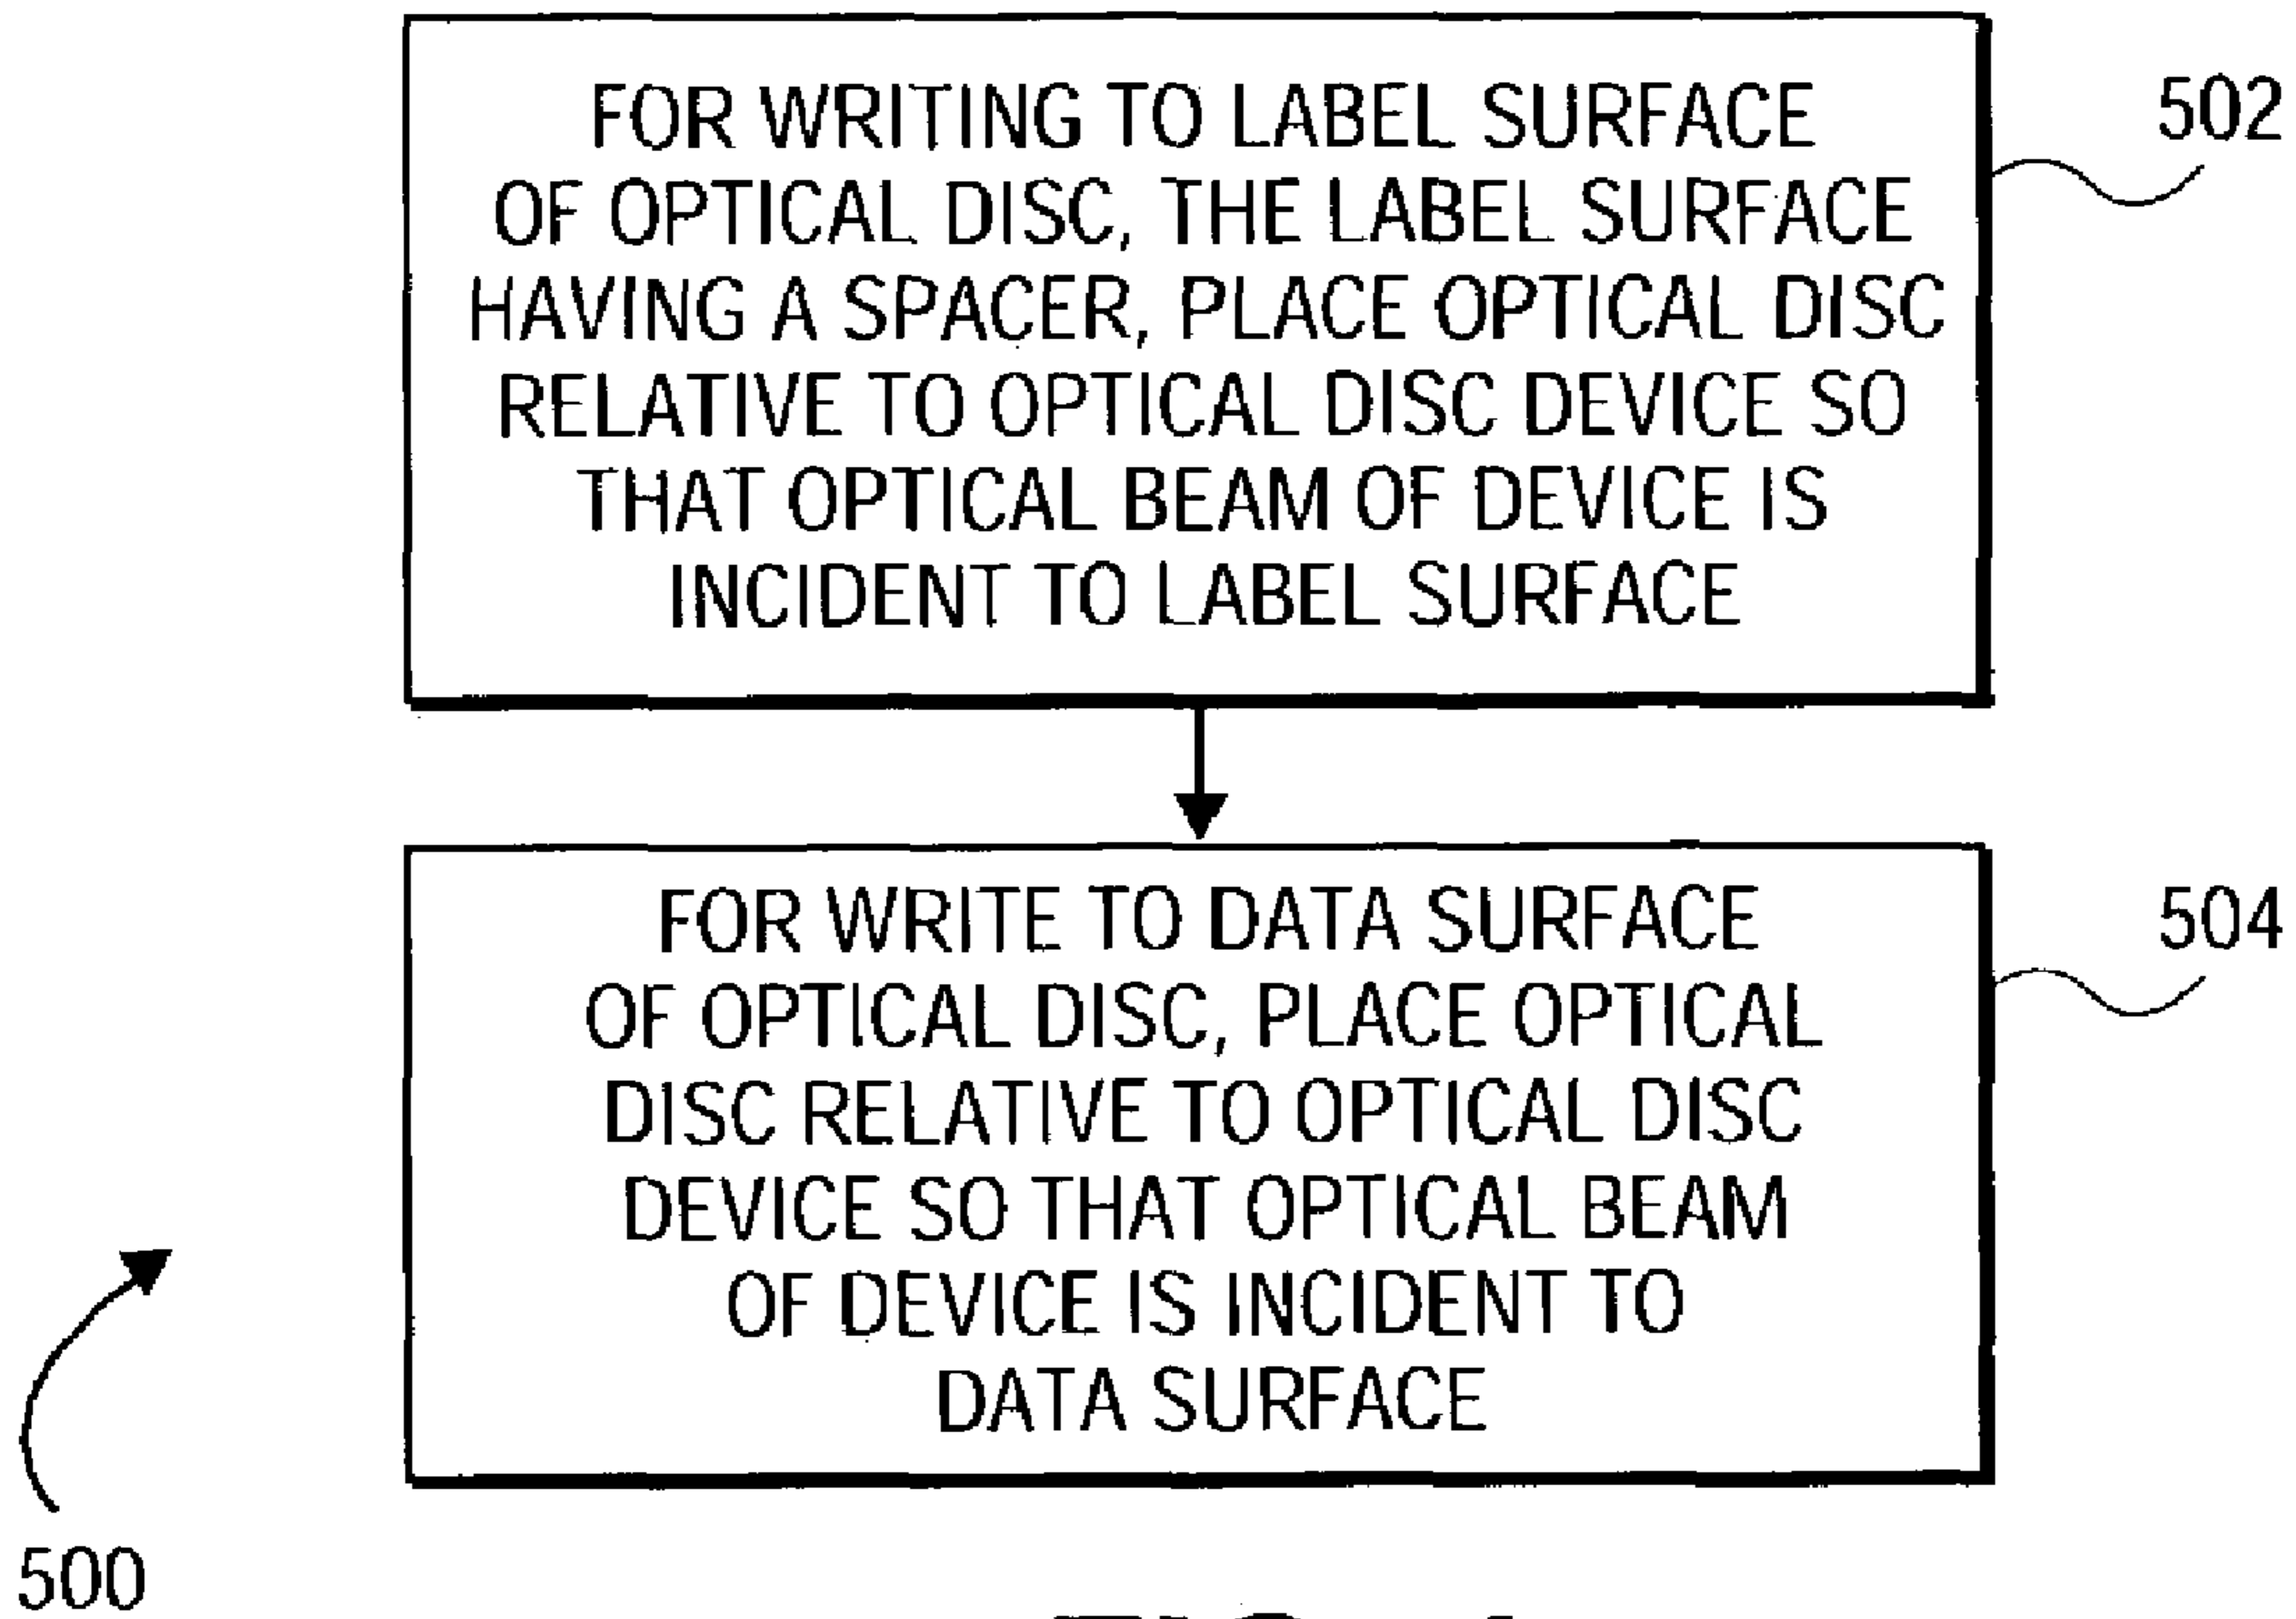 FOR WRITING TO LABEL SURFACE
OF OPTICAL DISC, THE LABEL SURFACE
HAVING A SPACER, PLACE OPTICAL DISC
RELATIVE TO OPTICAL DISC DEVICE SO
THAT OPTICAL BEAM OF DEVICE IS
INCIDENT TO LABEL SURFACE
502
FOR WRITE TO DATA SURFACE
OF OPTICAL DISC, PLACE OPTICAL
DISC RELATIVE TO OPTICAL DISC
DEVICE SO THAT OPTICAL BEAM
OF DEVICE IS INCIDENT TO
DATA SURFACE
504
500